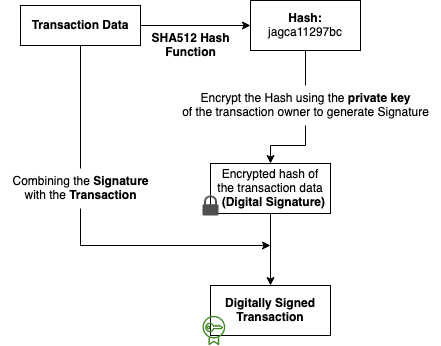 Transaction Data
Hash:
jagca11297bc
SHA512 Hash
Function
Encrypt the Hash using the private key
of the transaction owner to generate Signature
Combining the Signature
with the Transaction
Encrypted hash of
the transaction data
(Digital Signature)
Digitally Signed
Transaction